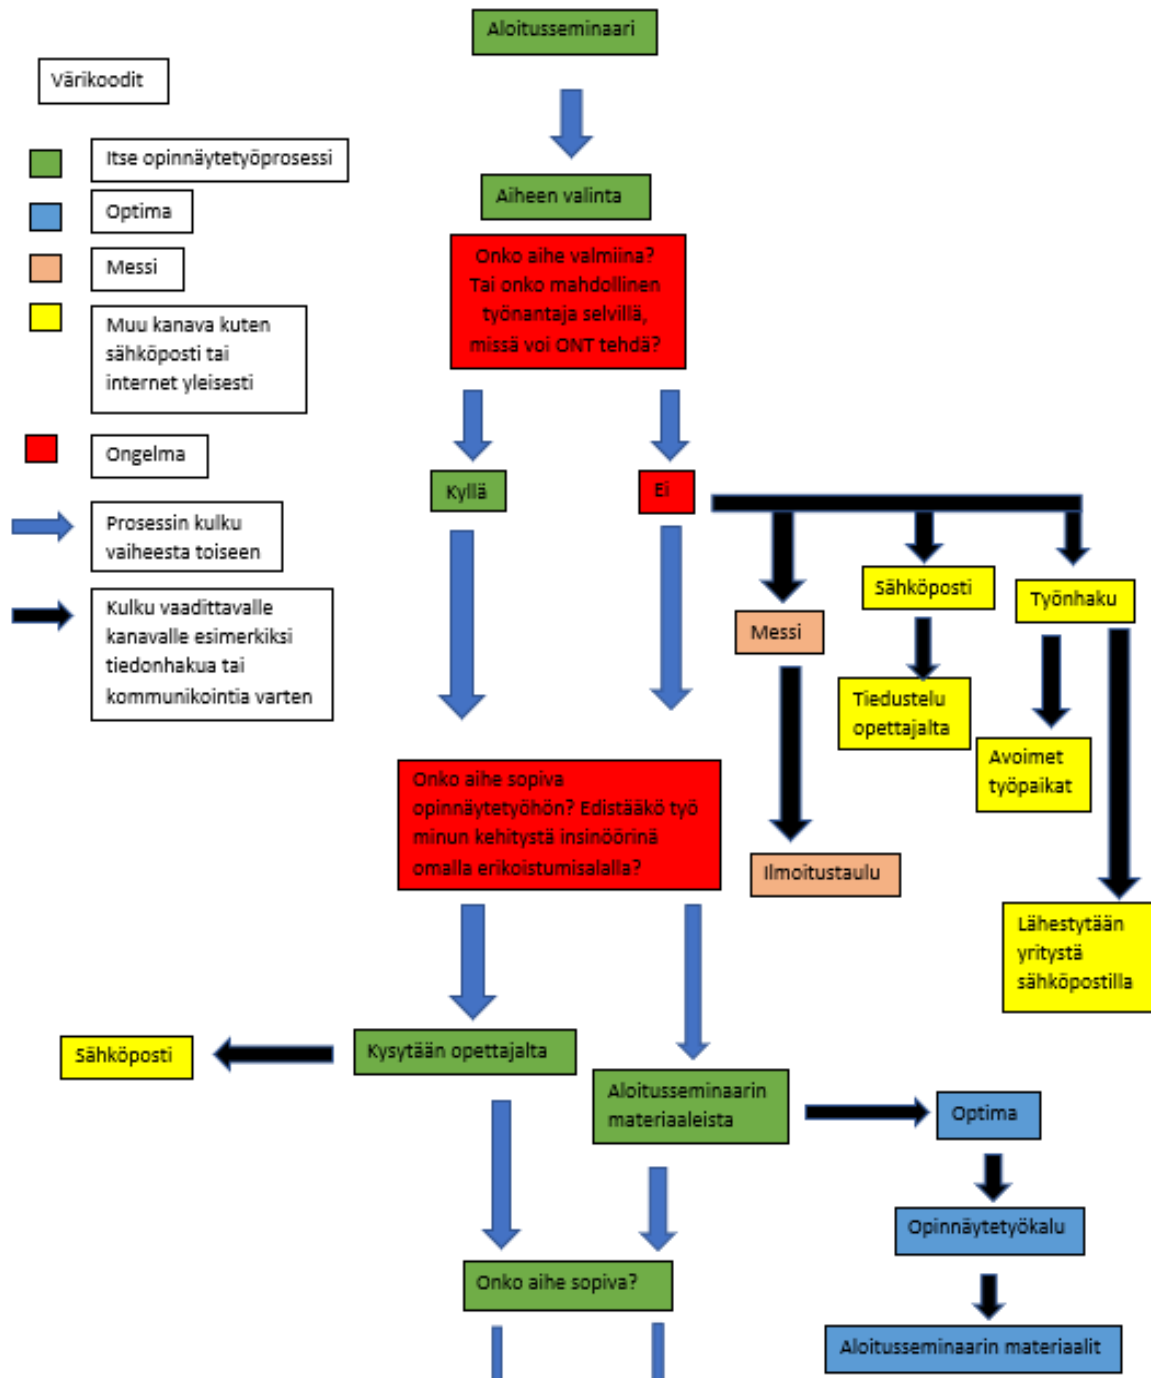 Aloitusseminaari
Värikoodit
Itse opinnäytetyöprosessi
Optima
Messi
Muu kanava kuten
sähköposti tai
internet yleisesti
Ongelma
Prosessin kulku
vaiheesta toiseen
Kulku vaadittavalle
kanavalle esimerkiksi
tiedonhakua tai
kommunikointia varten
Aiheen valinta
Onko aihe valmiina?
Tai onko mahdollinen
työnantaja selvillä,
missä voi ONT tehdä?
Kyllä
Ei
Messi
Ilmoitustaulu
Sähköposti
Tiedustelu
opettajalta
Työnhaku
Avoimet
työpaikat
Lähestytään
yritystä
sähköpostilla
Onko aihe sopiva
opinnäytetyöhön? Edistääkö työ
minun kehitystä insinöörinä
omalla erikoistumisalalla?
Sähköposti
Kysytään opettajalta
Aloitusseminaarin
materiaaleista
Optima
Opinnäytetyökalu
Aloitusseminaarin materiaalit
Onko aihe sopiva?